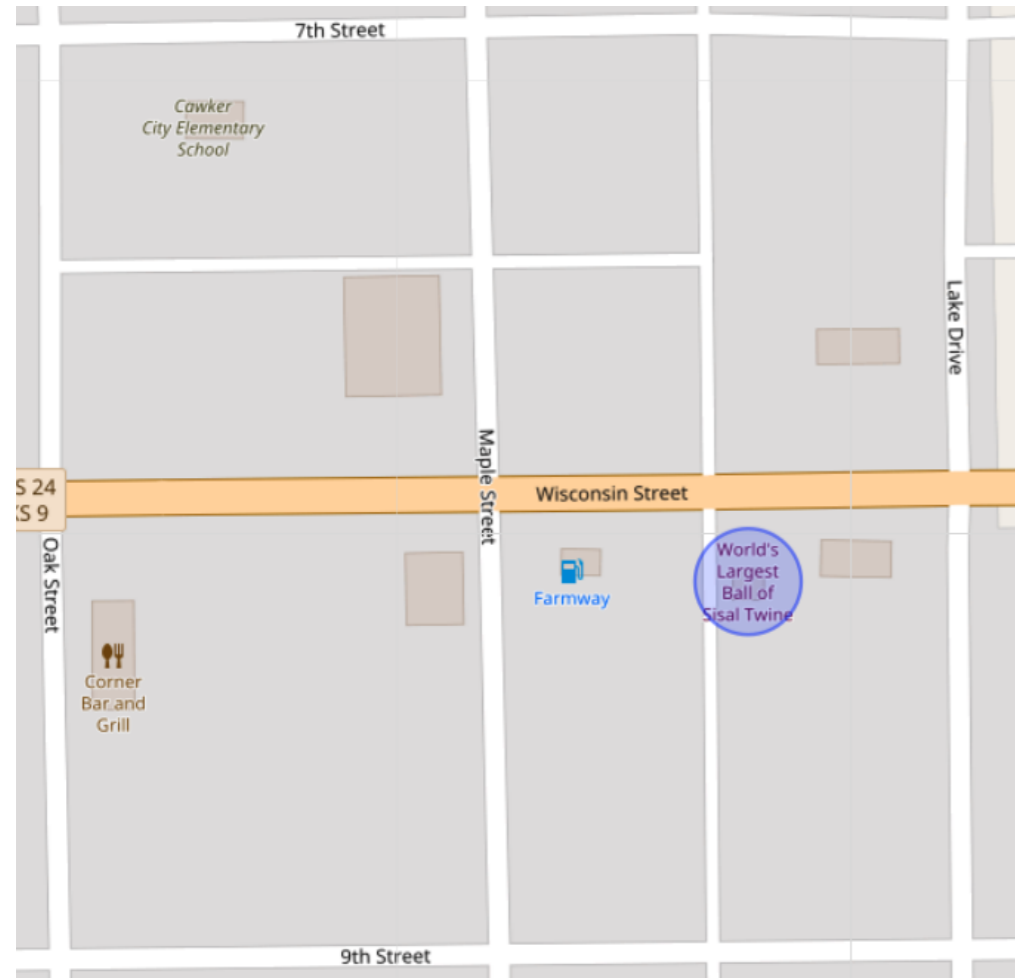 7th Street
Cawker
City Elementary
School
Lake Drive
Maple Street
Wisconsin Street
S 24
KS 9
Oak Street
World's
Largest
Ball of
Sisal Twine
Farmway
Corner
Bar and
Grill
9th Street